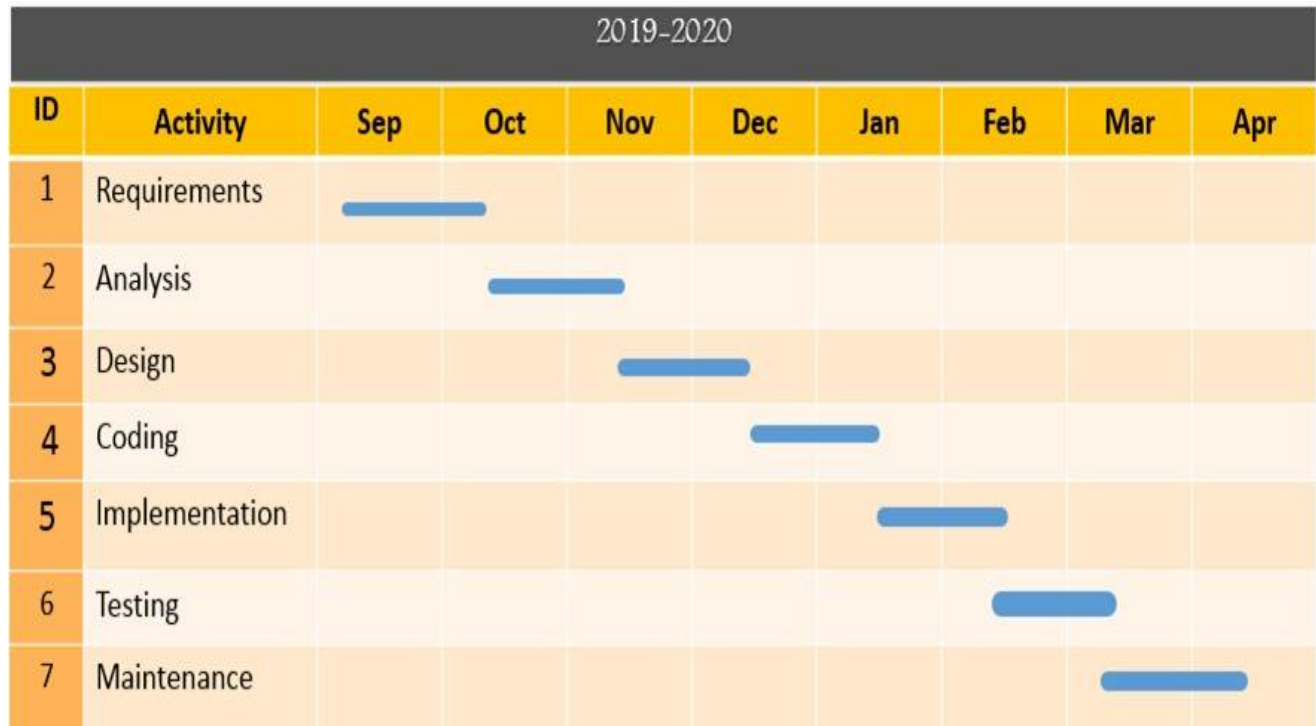 2019-2020
ID Activity Sep Oct Nov Dec Jan Feb Mar Apr
1 Requirements
2 Analysis
3 Design
4 Coding
5 Implementation
6 Testing
7 Maintenance